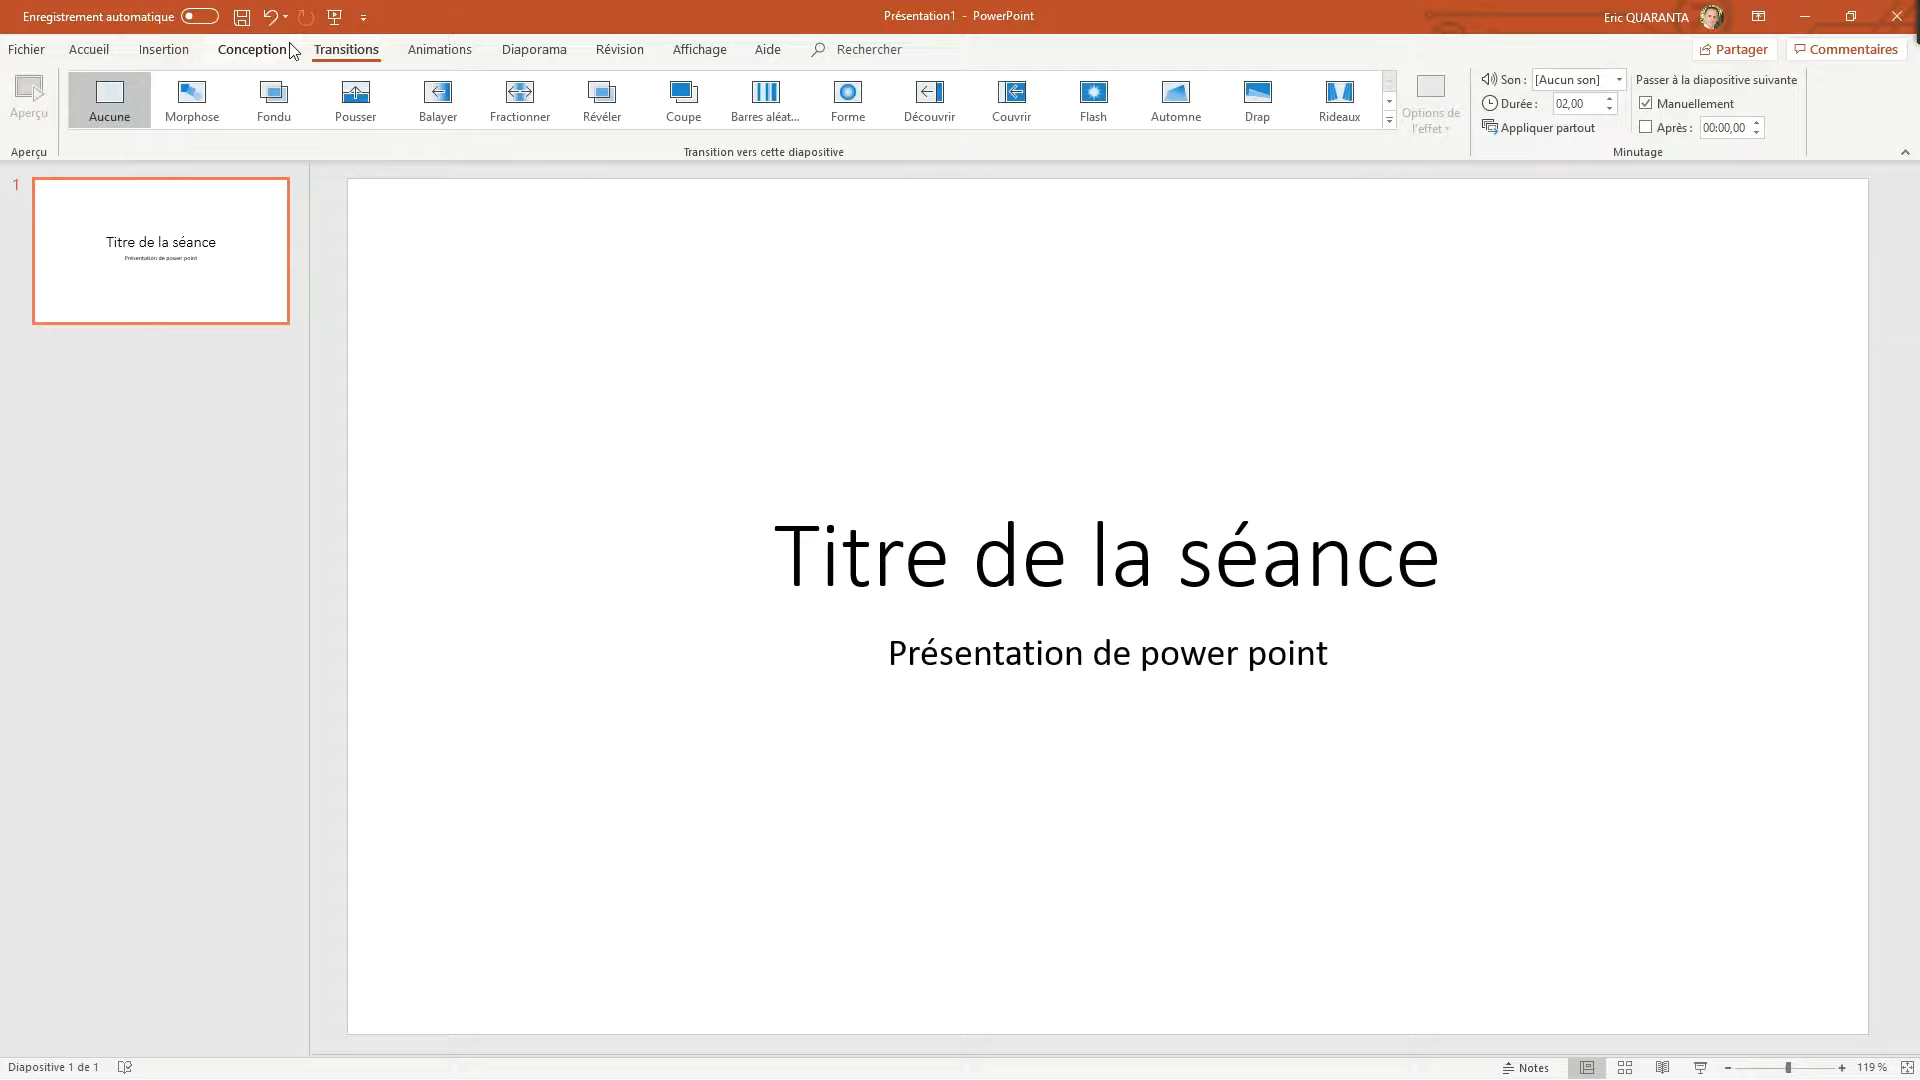 Enregistrement automatique
Présentation1 - PowerPoint
Eric QUARANTA
Fichier Accueil Insertion Conception Transitions Animations Diaporama Révision Affichage Aide Rechercher
Partager Commentaires
Aperçu
Aucune Morphose Fondu Pousser Balayer Fractionner Révéler Coupe Barres aléat... Forme Découvrir Couvrir Flash Automne Drap Rideaux
Options de
l'effet
Son : [Aucun son]
Durée : 02,00
Appliquer partout
Passer à la diapositive suivante
Manuellement
Après : 00:00,00
Aperçu
Transition vers cette diapositive
Minutage
1
Titre de la séance
Présentation de power point
Titre de la séance
Présentation de power point
Diapositive 1 de 1
Notes
119 %